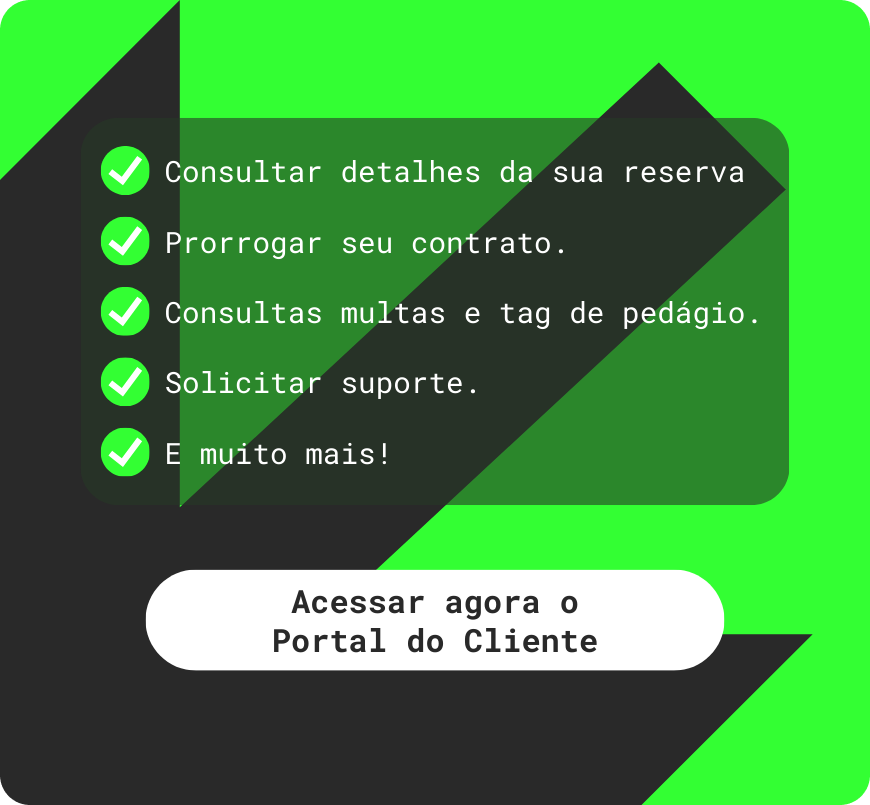 Consultar detalhes da sua reserva
Prorrogar seu contrato.
Consultas multas e tag de pedágio.
Solicitar suporte.
E muito mais!
Acessar agora o
Portal do Cliente